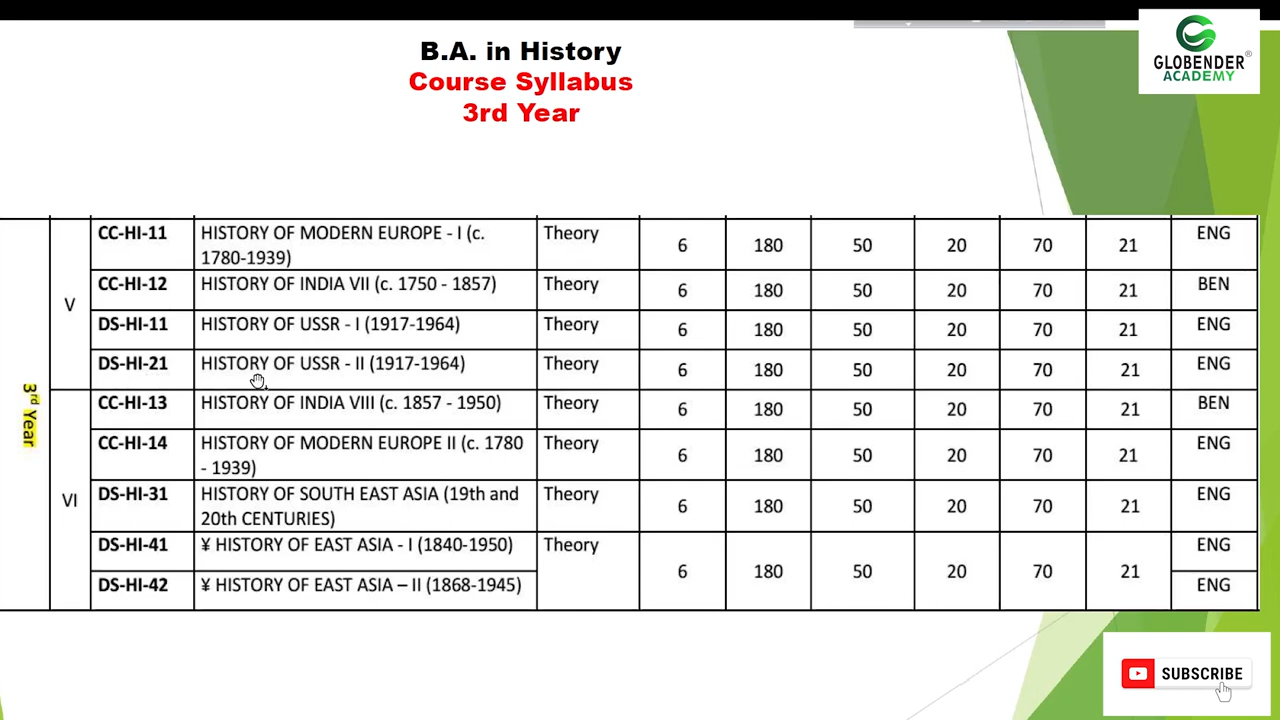 GLOBENDER®
ACADEMY
B.A. in History
Course Syllabus
3rd Year
3rd Year
V
CC-HI-11 HISTORY OF MODERN EUROPE - I (c. Theory 6 180 50 20 70 21 ENG
1780-1939)
CC-HI-12 HISTORY OF INDIA VII (c. 1750 - 1857) Theory 6 180 50 20 70 21 BEN
DS-HI-11 HISTORY OF USSR - I (1917-1964) Theory 6 180 50 20 70 21 ENG
DS-HI-21 HISTORY OF USSR - II (1917-1964) Theory 6 180 50 20 70 21 ENG
VI
CC-HI-13 HISTORY OF INDIA VIII (c. 1857 - 1950) Theory 6 180 50 20 70 21 BEN
CC-HI-14 HISTORY OF MODERN EUROPE II (c. 1780 Theory 6 180 50 20 70 21 ENG
- 1939)
DS-HI-31 HISTORY OF SOUTH EAST ASIA (19th and Theory 6 180 50 20 70 21 ENG
20th CENTURIES)
DS-HI-41 ¥ HISTORY OF EAST ASIA - I (1840-1950) Theory 6 180 50 20 70 21 ENG
DS-HI-42 ¥ HISTORY OF EAST ASIA – II (1868-1945) ENG
SUBSCRIBE